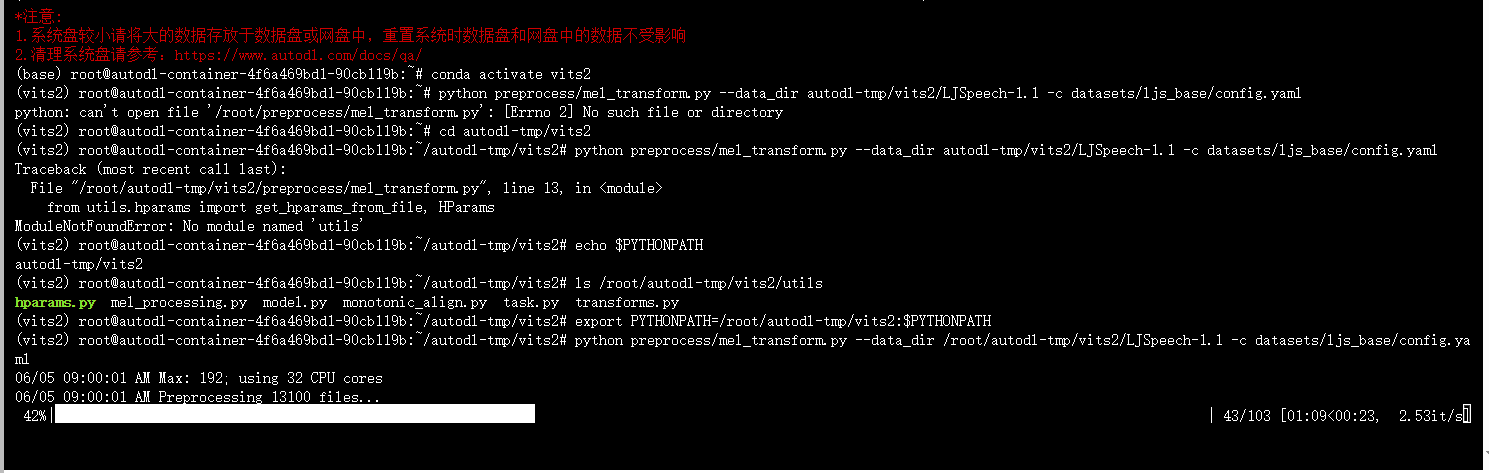 *注意:
1.系统盘较小请将大的数据存放于数据盘或网盘中，重置系统时数据盘和网盘中的数据不受影响
2.清理系统盘请参考：https://www.autodl.com/docs/qa/
(base) root@autodl-container-4f6a469bd1-90cb119b:~# conda activate vits2
(vits2) root@autodl-container-4f6a469bd1-90cb119b:~# python preprocess/mel_transform.py --data_dir autodl-tmp/vits2/LJSpeech-1.1 -c datasets/ljs_base/config.yaml
python: can't open file '/root/preprocess/mel_transform.py': [Errno 2] No such file or directory
(vits2) root@autodl-container-4f6a469bd1-90cb119b:~# cd autodl-tmp/vits2
(vits2) root@autodl-container-4f6a469bd1-90cb119b:~/autodl-tmp/vits2# python preprocess/mel_transform.py --data_dir autodl-tmp/vits2/LJSpeech-1.1 -c datasets/ljs_base/config.yaml
Traceback (most recent call last):
  File "/root/autodl-tmp/vits2/preprocess/mel_transform.py", line 13, in <module>
    from utils.hparams import get_hparams_from_file, HParams
ModuleNotFoundError: No module named 'utils'
(vits2) root@autodl-container-4f6a469bd1-90cb119b:~/autodl-tmp/vits2# echo $PYTHONPATH
autodl-tmp/vits2
(vits2) root@autodl-container-4f6a469bd1-90cb119b:~/autodl-tmp/vits2# ls /root/autodl-tmp/vits2/utils
hparams.py  mel_processing.py  model.py  monotonic_align.py  task.py  transforms.py
(vits2) root@autodl-container-4f6a469bd1-90cb119b:~/autodl-tmp/vits2# export PYTHONPATH=/root/autodl-tmp/vits2:$PYTHONPATH
(vits2) root@autodl-container-4f6a469bd1-90cb119b:~/autodl-tmp/vits2# python preprocess/mel_transform.py --data_dir /root/autodl-tmp/vits2/LJSpeech-1.1 -c datasets/ljs_base/config.ya
ml
06/05 09:00:01 AM Max: 192; using 32 CPU cores
06/05 09:00:01 AM Preprocessing 13100 files...
42%| | 43/103 [01:09<00:23,  2.53it/s]